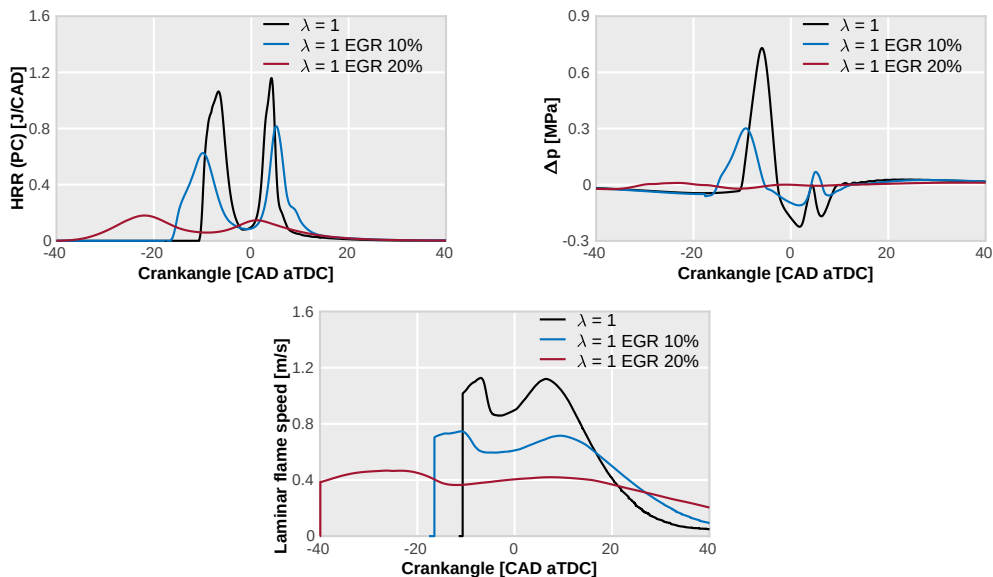 1.6
1.2
0.8
0.4
0
-40
-20
0
20
40
HRR (PC) [J/CAD]
Crankangle [CAD aTDC]
λ = 1
λ = 1 EGR 10%
λ = 1 EGR 20%
0.9
0.6
0.3
0
-0.3
-40
-20
0
20
40
Δp [MPa]
Crankangle [CAD aTDC]
λ = 1
λ = 1 EGR 10%
λ = 1 EGR 20%
1.6
1.2
0.8
0.4
0
-40
-20
0
20
40
Laminar flame speed [m/s]
Crankangle [CAD aTDC]
λ = 1
λ = 1 EGR 10%
λ = 1 EGR 20%